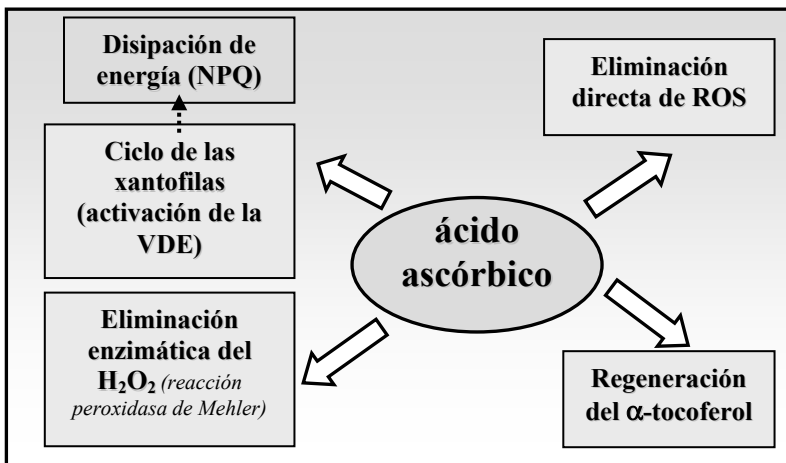 Disipación de
energía (NPQ)
Ciclo de las
xantofilas
(activación de la
VDE)
Eliminación
enzimática del
H₂O₂ (reacción
peroxidasa de Mehler)
ácido
ascórbico
Eliminación
directa de ROS
Regeneración
del α-tocoferol